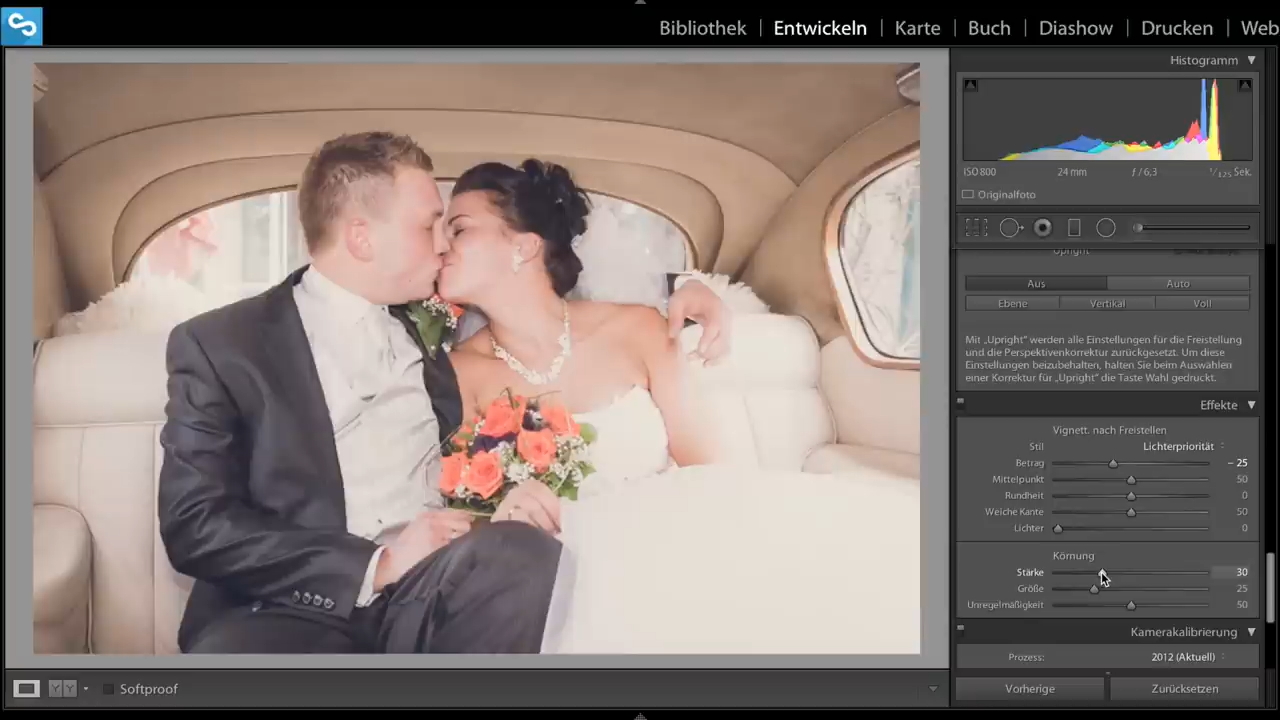 Bibliothek | Entwickeln | Karte | Buch | Diashow | Drucken | Web
Histogramm
ISO 800 24 mm ƒ / 6,3 1/125 Sek.
Originalfoto
Upright
Aus Auto
Ebene Vertikal Voll
Mit „Upright“ werden alle Einstellungen für die Freistellung
und die Perspektivenkorrektur zurückgesetzt. Um diese
Einstellungen beizubehalten, halten Sie beim Auswählen
einer Korrektur für „Upright“ die Taste Wahl gedruckt.
Effekte
Vignett. nach Freistellen
Stil Lichterpriorität
Betrag – 25
Mittelpunkt 50
Rundheit 0
Weiche Kante 50
Lichter 0
Körnung
Stärke 30
Größe 25
Unregelmäßigkeit 50
Kamerakalibrierung
Prozess: 2012 (Aktuell)
Y Y Softproof
Vorherige Zurücksetzen